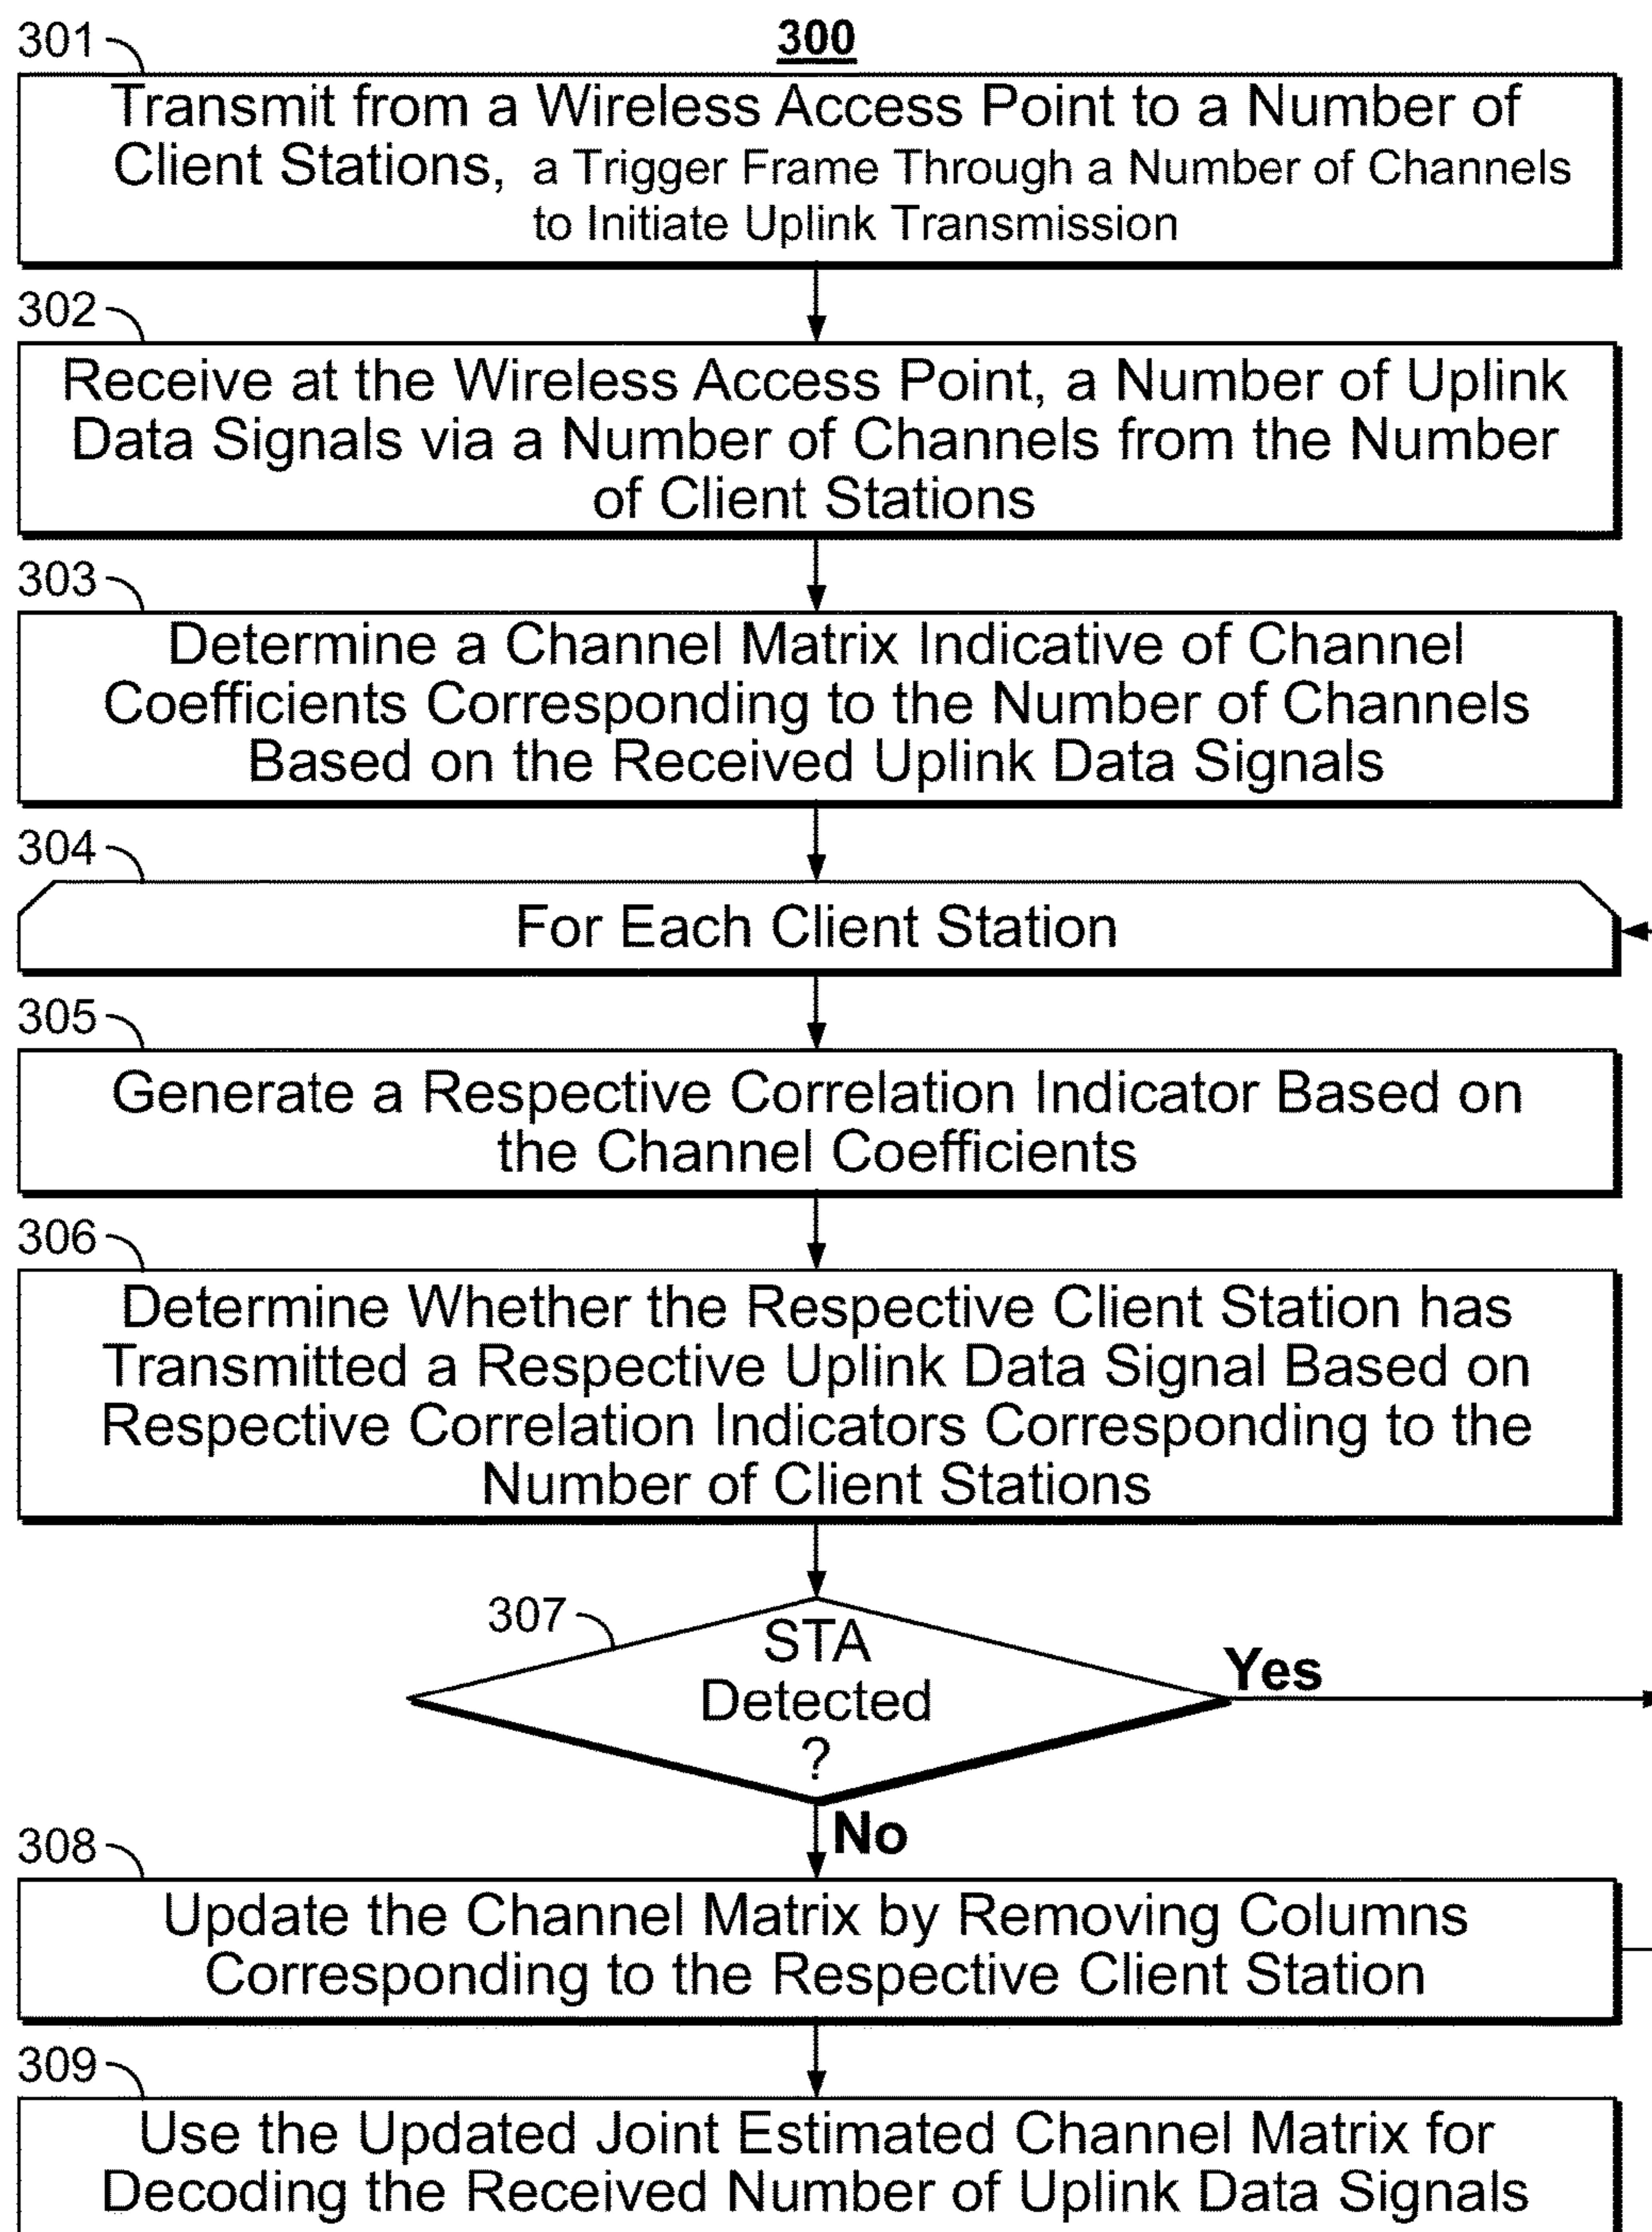 300
301
Transmit from a Wireless Access Point to a Number of
Client Stations, a Trigger Frame Through a Number of Channels
to Initiate Uplink Transmission
302
Receive at the Wireless Access Point, a Number of Uplink
Data Signals via a Number of Channels from the Number
of Client Stations
303
Determine a Channel Matrix Indicative of Channel
Coefficients Corresponding to the Number of Channels
Based on the Received Uplink Data Signals
304
For Each Client Station
305
Generate a Respective Correlation Indicator Based on
the Channel Coefficients
306
Determine Whether the Respective Client Station has
Transmitted a Respective Uplink Data Signal Based on
Respective Correlation Indicators Corresponding to the
Number of Client Stations
307
STA
Detected
?
Yes
No
308
Update the Channel Matrix by Removing Columns
Corresponding to the Respective Client Station
309
Use the Updated Joint Estimated Channel Matrix for
Decoding the Received Number of Uplink Data Signals